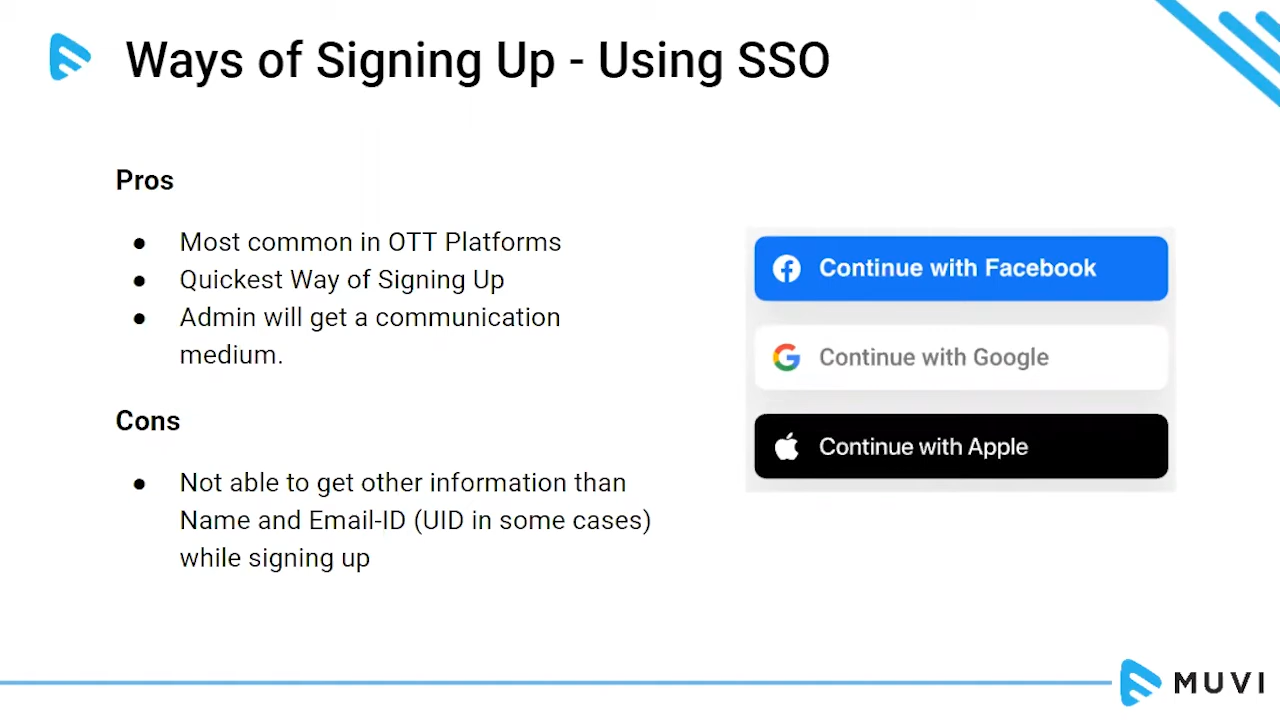 Ways of Signing Up - Using SSO
Pros
● Most common in OTT Platforms
● Quickest Way of Signing Up
● Admin will get a communication
medium.
Cons
● Not able to get other information than
Name and Email-ID (UID in some cases)
while signing up
Continue with Facebook
Continue with Google
Continue with Apple
MUVI